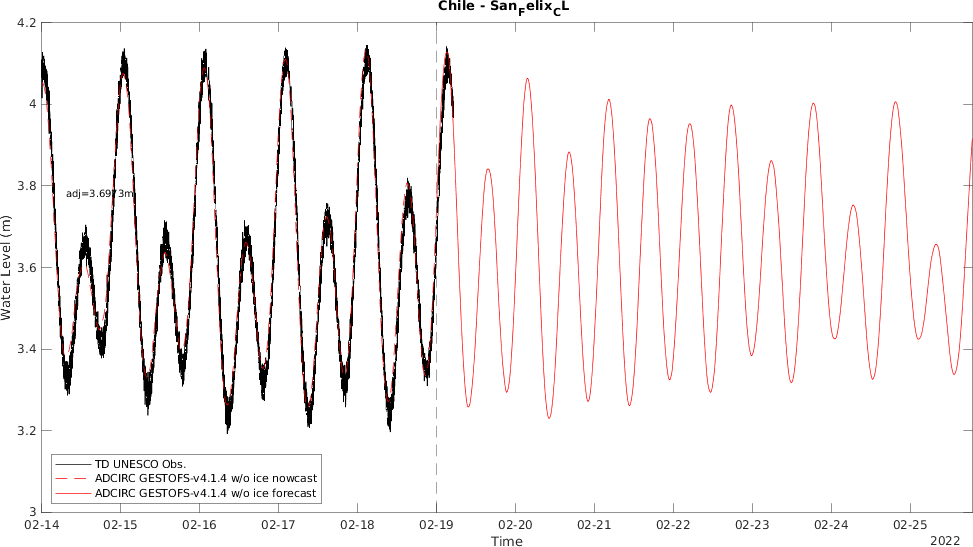 Chile - San_Felix_CL
4.2
4
3.8
3.6
3.4
3.2
3
Water Level (m)
adj=3.6973m
TD UNESCO Obs.
ADCIRC GESTOFS-v4.1.4 w/o ice nowcast
ADCIRC GESTOFS-v4.1.4 w/o ice forecast
02-14 02-15 02-16 02-17 02-18 02-19 02-20 02-21 02-22 02-23 02-24 02-25
Time
2022